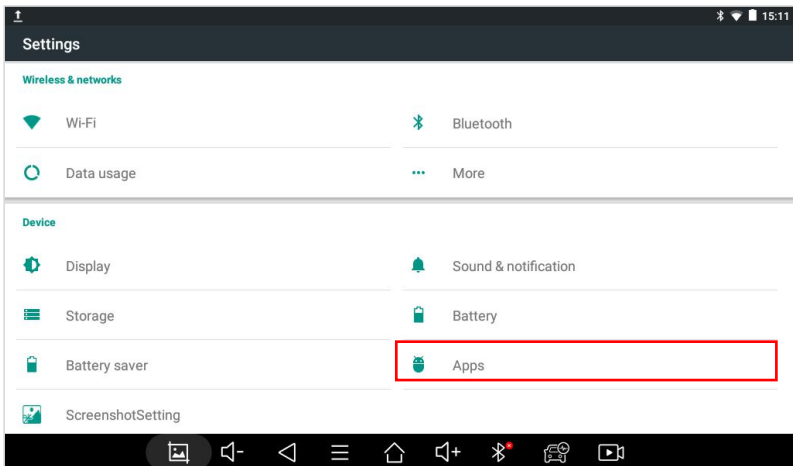 15:11
Settings
Wireless & networks
Wi-Fi
Bluetooth
Data usage
More
Device
Display
Sound & notification
Storage
Battery
Battery saver
Apps
ScreenshotSetting